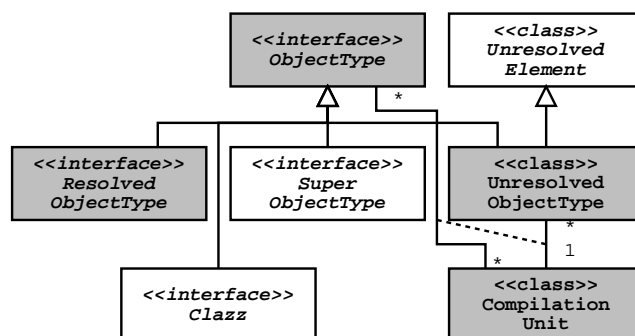 <<interface>>
ObjectType
<<class>>
Unresolved
Element
*
<<interface>>
Resolved
ObjectType
<<interface>>
Super
ObjectType
<<class>>
Unresolved
ObjectType
*
1
*
<<interface>>
Clazz
<<class>>
Compilation
Unit